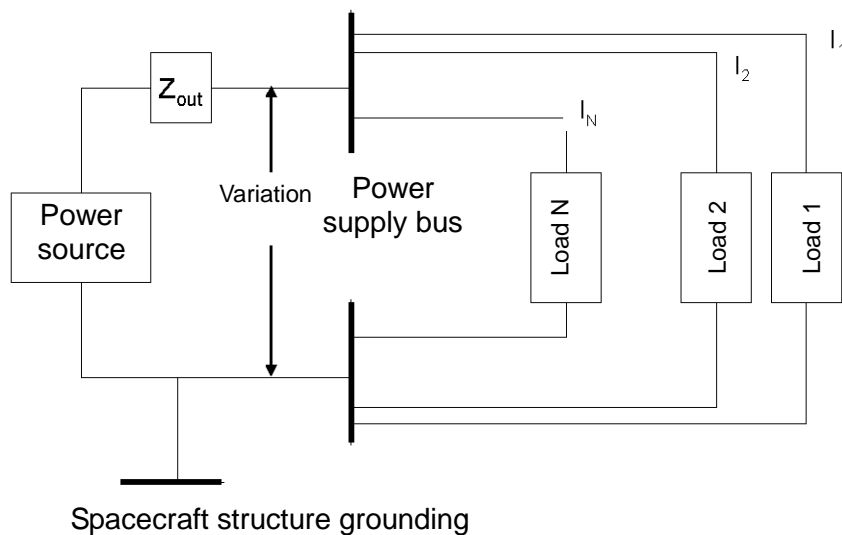 I₂
Zout
IN
Variation
Power
supply bus
Power
source
Load N
Load 2
Load 1
Spacecraft structure grounding